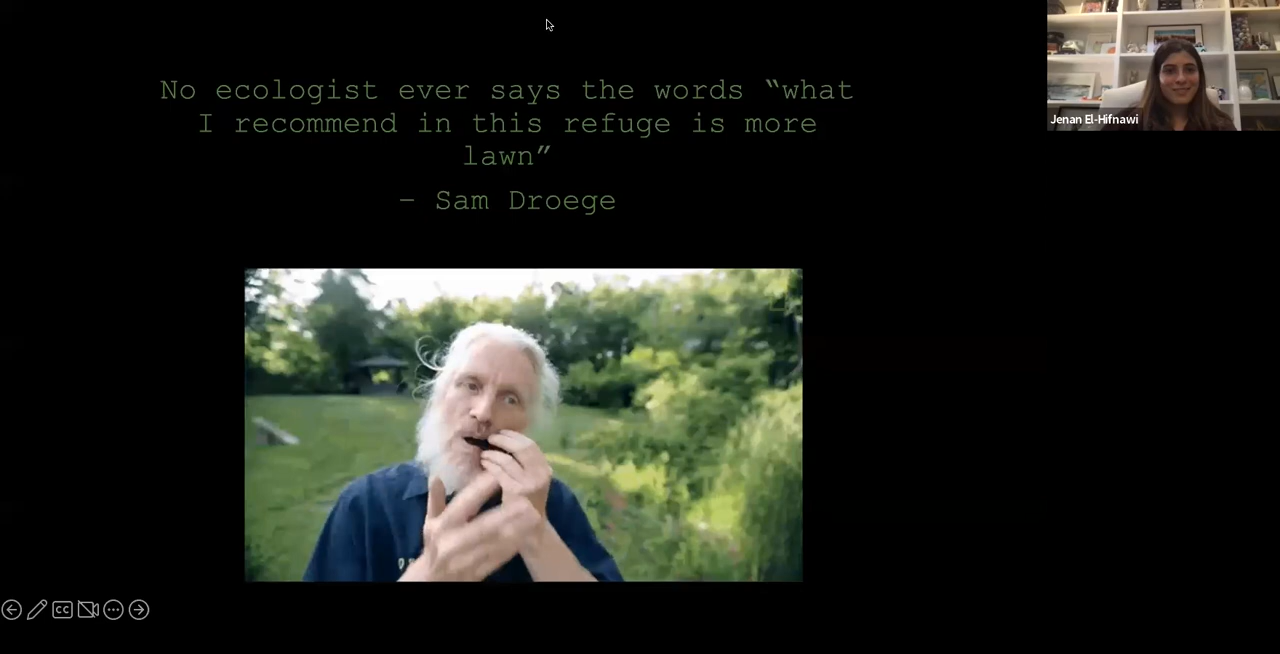 No ecologist ever says the words “what
I recommend in this refuge is more
lawn”
– Sam Droege
Jenan El-Hifnawi
CC